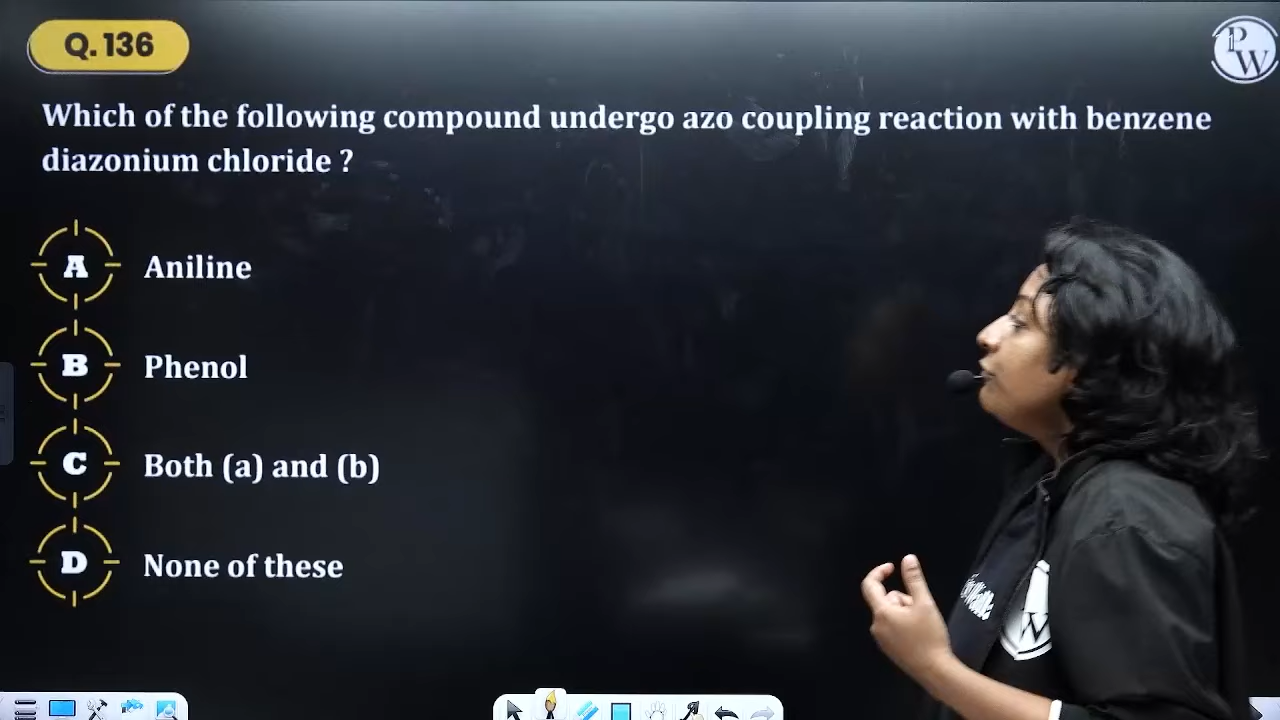 Q. 136
PW
Which of the following compound undergo azo coupling reaction with benzene
diazonium chloride ?
A Aniline
B Phenol
C Both (a) and (b)
D None of these
W